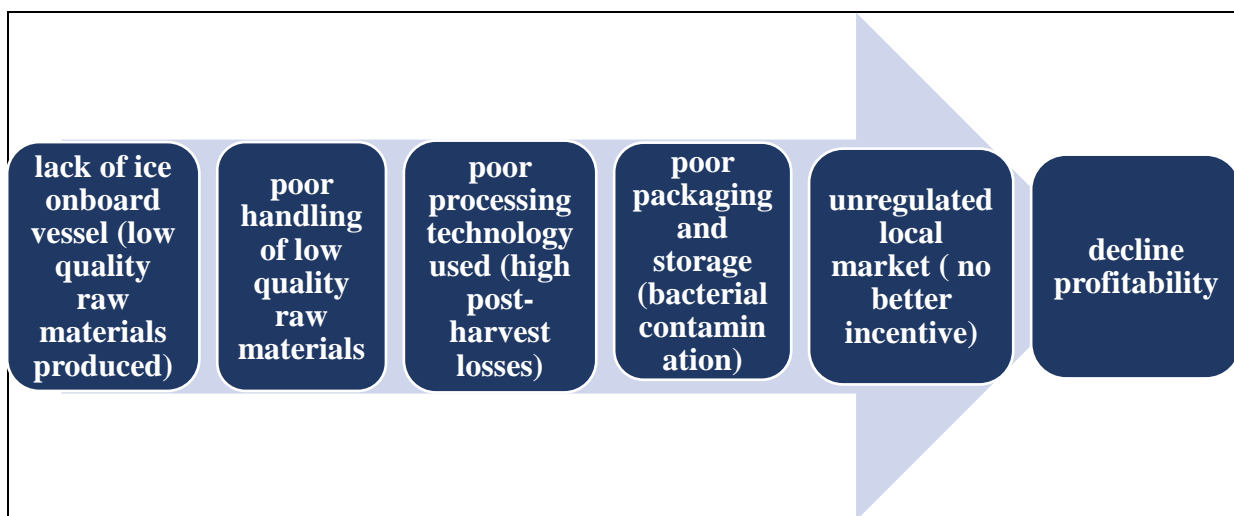 lack of ice
onboard
vessel (low
quality
raw
materials
produced)
poor
handling
of low
quality
raw
materials
poor
processing
technology
used (high
post-
harvest
losses)
poor
packaging
and
storage
(bacterial
contamin
ation)
unregulated
local
market ( no
better
incentive)
decline
profitability